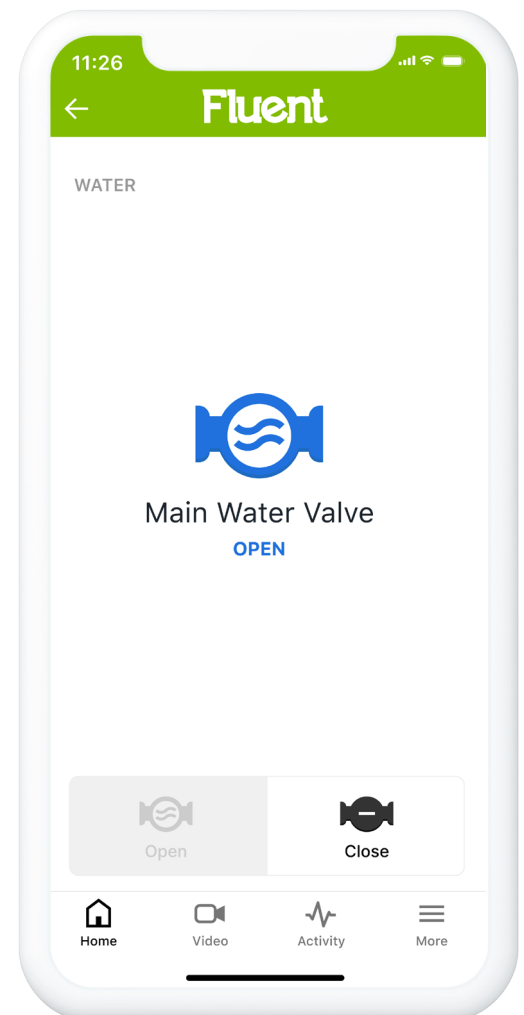 11:26
Fluent
WATER
Main Water Valve
OPEN
Open Close
Home Video Activity More